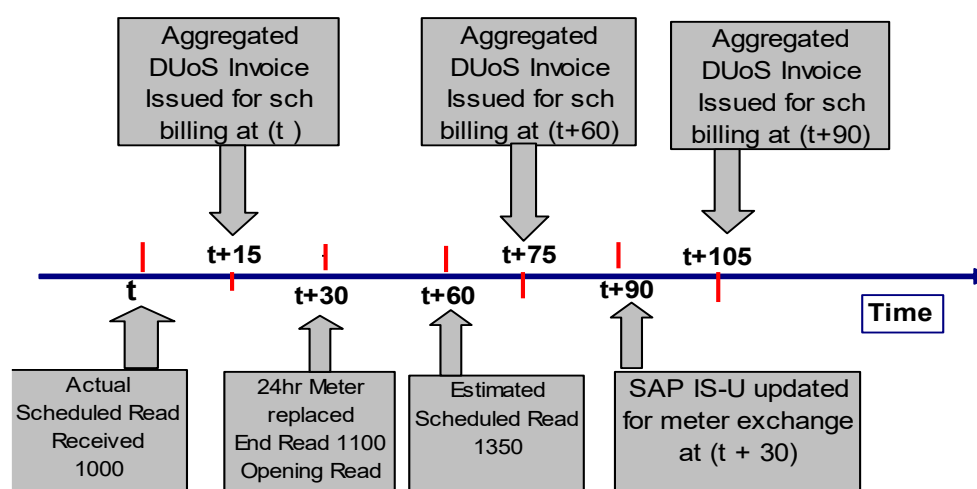 Aggregated
DUoS Invoice
Issued for sch
billing at (t )
Aggregated
DUoS Invoice
Issued for sch
billing at (t+60)
Aggregated
DUoS Invoice
Issued for sch
billing at (t+90)
t+15
t+75
t+105
t
t+30
t+60
t+90
Time
Actual
Scheduled Read
Received
1000
24hr Meter
replaced
End Read 1100
Opening Read
Estimated
Scheduled Read
1350
SAP IS-U updated
for meter exchange
at (t + 30)